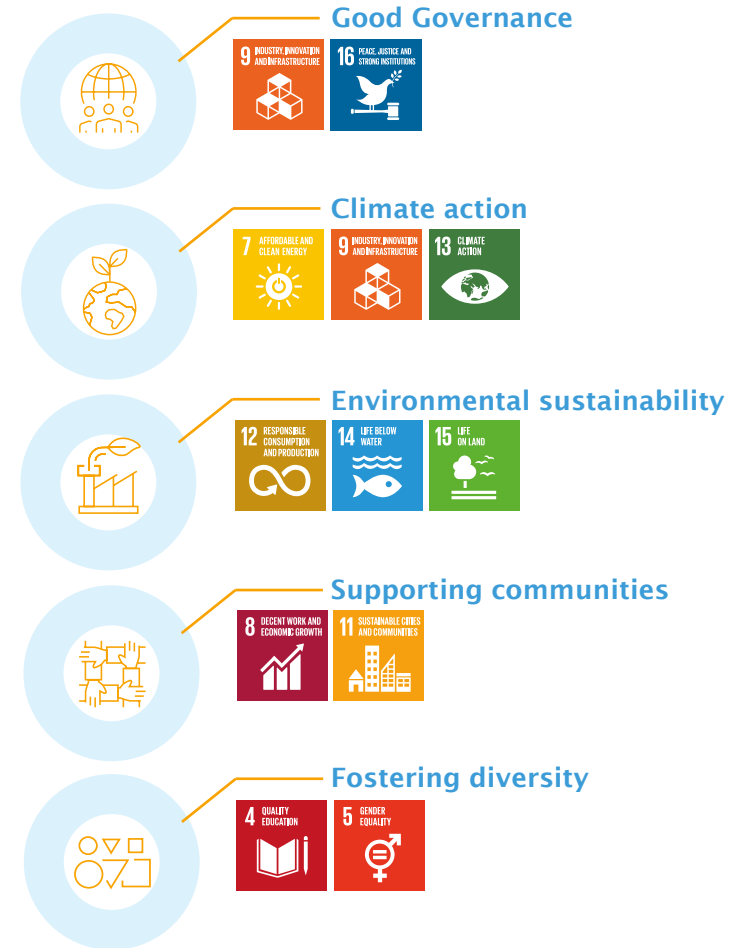 Good Governance
9 INDUSTRY, INNOVATION
AND INFRASTRUCTURE
16 PEACE, JUSTICE AND
STRONG INSTITUTIONS
Climate action
7 AFFORDABLE AND
CLEAN ENERGY
9 INDUSTRY, INNOVATION
AND INFRASTRUCTURE
13 CLIMATE
ACTION
Environmental sustainability
12 RESPONSIBLE
CONSUMPTION
AND PRODUCTION
14 LIFE BELOW
WATER
15 LIFE
ON LAND
Supporting communities
8 DECENT WORK AND
ECONOMIC GROWTH
11 SUSTAINABLE CITIES
AND COMMUNITIES
Fostering diversity
4 QUALITY
EDUCATION
5 GENDER
EQUALITY